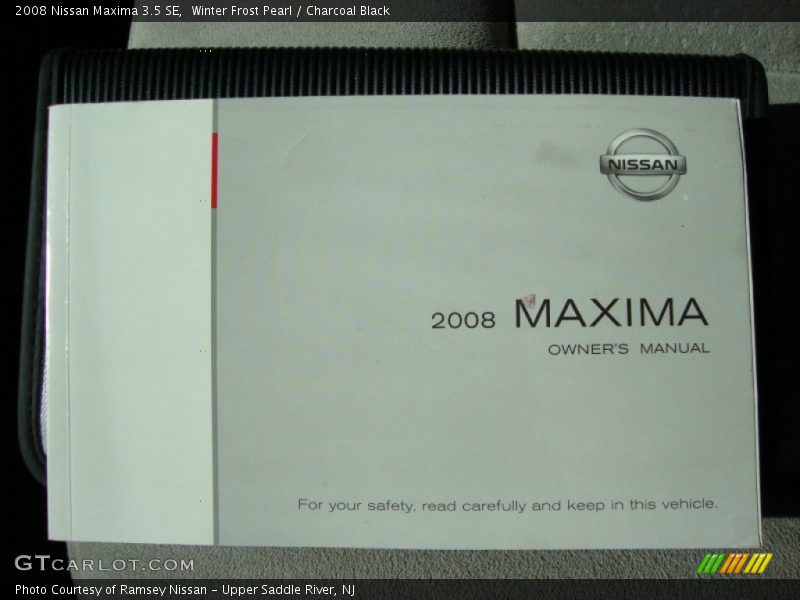 2008 Nissan Maxima 3.5 SE,  Winter Frost Pearl / Charcoal Black
NISSAN
2008 MAXIMA
OWNER'S MANUAL
For your safety, read carefully and keep in this vehicle.
GTCARLOT.COM
Photo Courtesy of Ramsey Nissan - Upper Saddle River, NJ